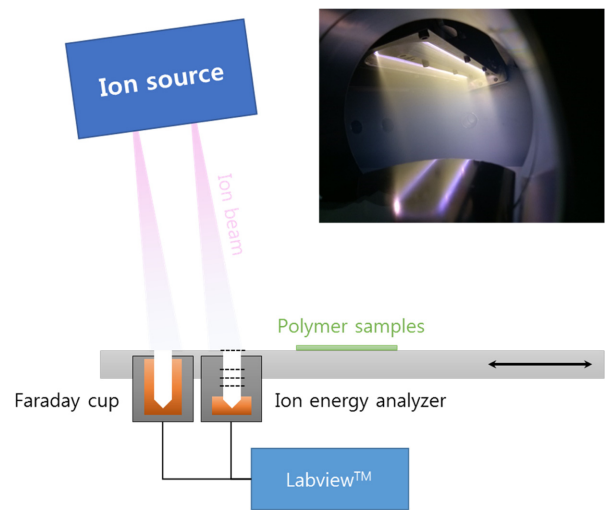 Ion source
Ion beam
Polymer samples
Faraday cup
Ion energy analyzer
Labview™